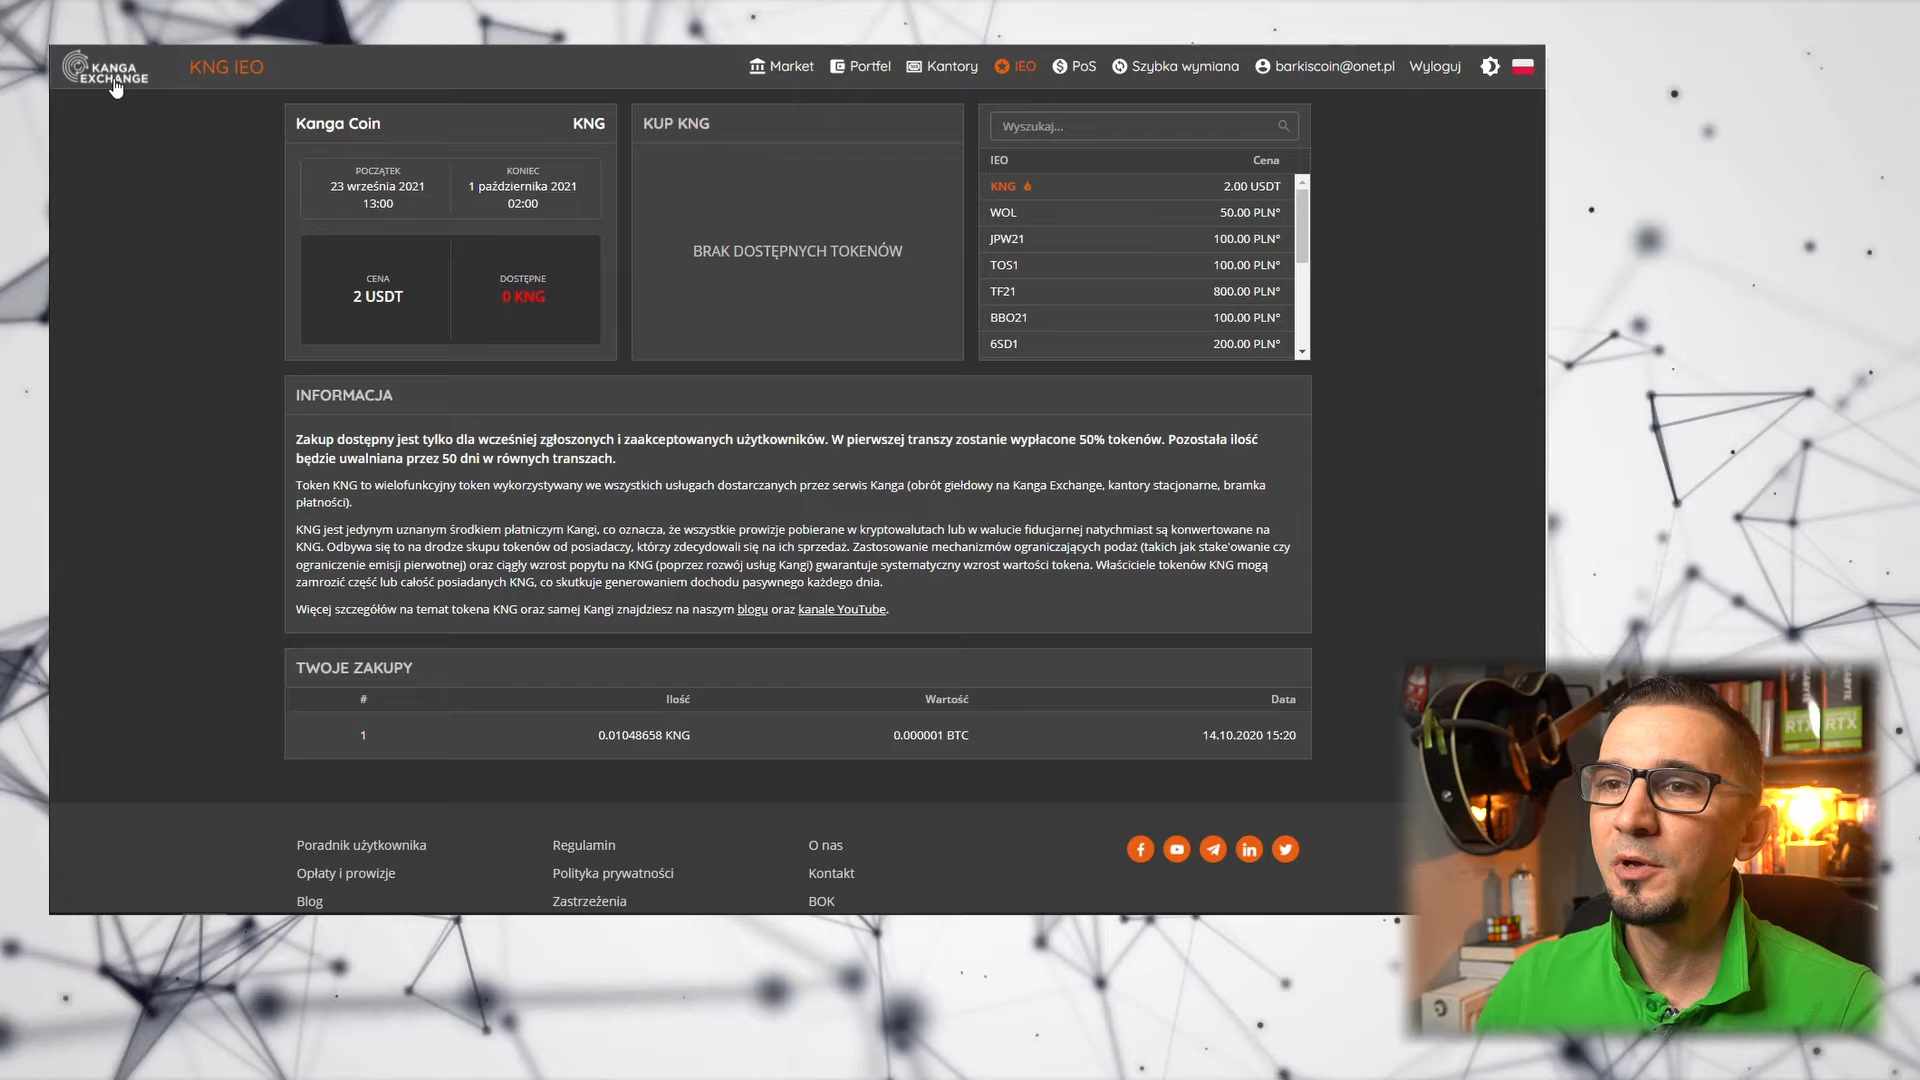 KANGA EXCHANGE
KNG IEO
Market
Portfel
Kantory
IEO
PoS
Szybka wymiana
barkiscoin@onet.pl
Wyloguj
Kanga Coin KNG
POCZĄTEK
23 września 2021
13:00
KONIEC
1 października 2021
02:00
CENA
2 USDT
DOSTĘPNE
0 KNG
KUP KNG
BRAK DOSTĘPNYCH TOKENÓW
Wyszukaj...
IEO Cena
KNG 2.00 USDT
WOL 50.00 PLN°
JPW21 100.00 PLN°
TOS1 100.00 PLN°
TF21 800.00 PLN°
BBO21 100.00 PLN°
6SD1 200.00 PLN°
INFORMACJA
Zakup dostępny jest tylko dla wcześniej zgłoszonych i zaakceptowanych użytkowników. W pierwszej transzy zostanie wypłacone 50% tokenów. Pozostała ilość
będzie uwalniana przez 50 dni w równych transzach.
Token KNG to wielofunkcyjny token wykorzystywany we wszystkich usługach dostarczanych przez serwis Kanga (obrót giełdowy na Kanga Exchange, kantory stacjonarne, bramka
płatności).
KNG jest jedynym uznanym środkiem płatniczym Kangi, co oznacza, że wszystkie prowizje pobierane w kryptowalutach lub w walucie fiducjarnej natychmiast są konwertowane na
KNG. Odbywa się to na drodze skupu tokenów od posiadaczy, którzy zdecydowali się na ich sprzedaż. Zastosowanie mechanizmów ograniczających podaż (takich jak stake'owanie czy
ograniczenie emisji pierwotnej) oraz ciągły wzrost popytu na KNG (poprzez rozwój usług Kangi) gwarantuje systematyczny wzrost wartości tokena. Właściciele tokenów KNG mogą
zamrozić część lub całość posiadanych KNG, co skutkuje generowaniem dochodu pasywnego każdego dnia.
Więcej szczegółów na temat tokena KNG oraz samej Kangi znajdziesz na naszym blogu oraz kanale YouTube.
TWOJE ZAKUPY
# Ilość Wartość Data
1 0.01048658 KNG 0.000001 BTC 14.10.2020 15:20
Poradnik użytkownika
Opłaty i prowizje
Blog
Regulamin
Polityka prywatności
Zastrzeżenia
O nas
Kontakt
BOK
RTX RTX